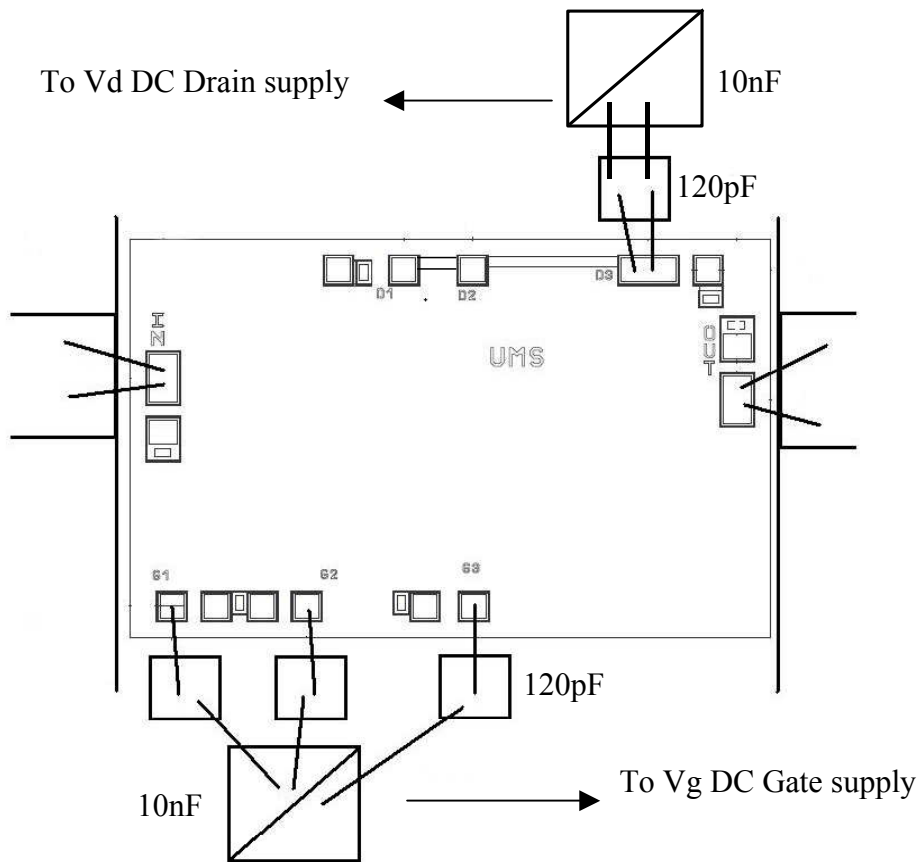 10nF
To Vd DC Drain supply
120pF
D1
D2
D3
IN
UMS
OUT
G1
G2
G3
120pF
10nF
To Vg DC Gate supply